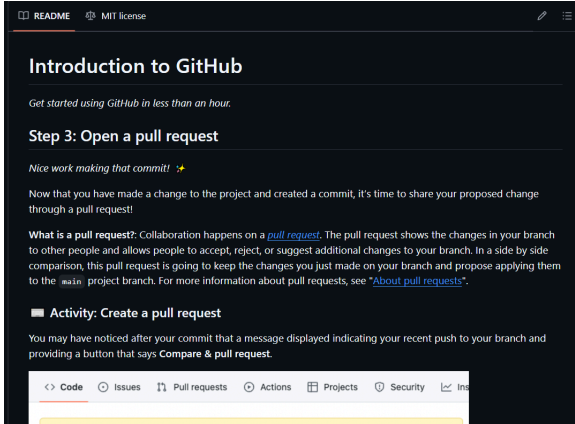 README MIT license
Introduction to GitHub
Get started using GitHub in less than an hour.
Step 3: Open a pull request
Nice work making that commit! ✨
Now that you have made a change to the project and created a commit, it's time to share your proposed change
through a pull request!
What is a pull request?: Collaboration happens on a pull request. The pull request shows the changes in your branch
to other people and allows people to accept, reject, or suggest additional changes to your branch. In a side by side
comparison, this pull request is going to keep the changes you just made on your branch and propose applying them
to the main project branch. For more information about pull requests, see "About pull requests".
⌨️ Activity: Create a pull request
You may have noticed after your commit that a message displayed indicating your recent push to your branch and
providing a button that says Compare & pull request.
<> Code Issues Pull requests Actions Projects Security Ins